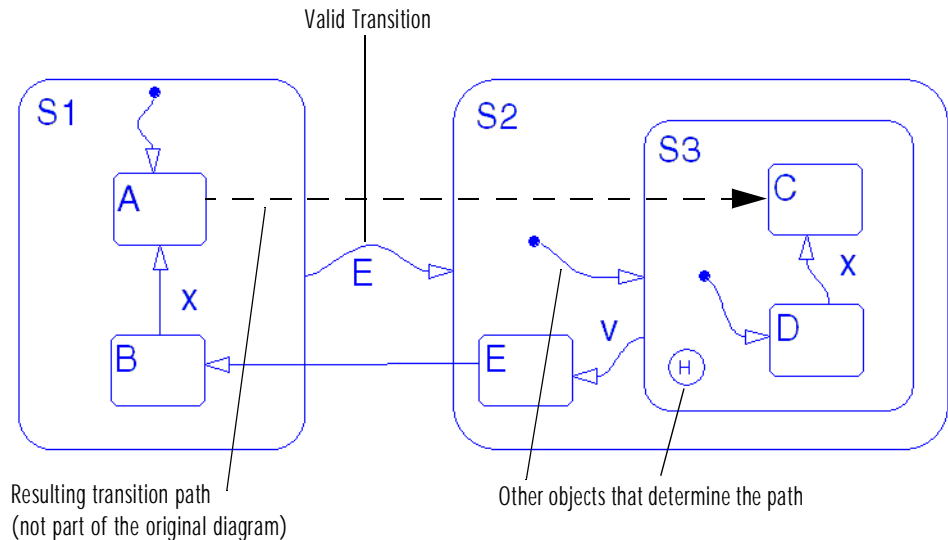 Valid Transition
S1
S2
S3
A
C
E
x
x
v
D
B
E
H
Resulting transition path
(not part of the original diagram)
Other objects that determine the path